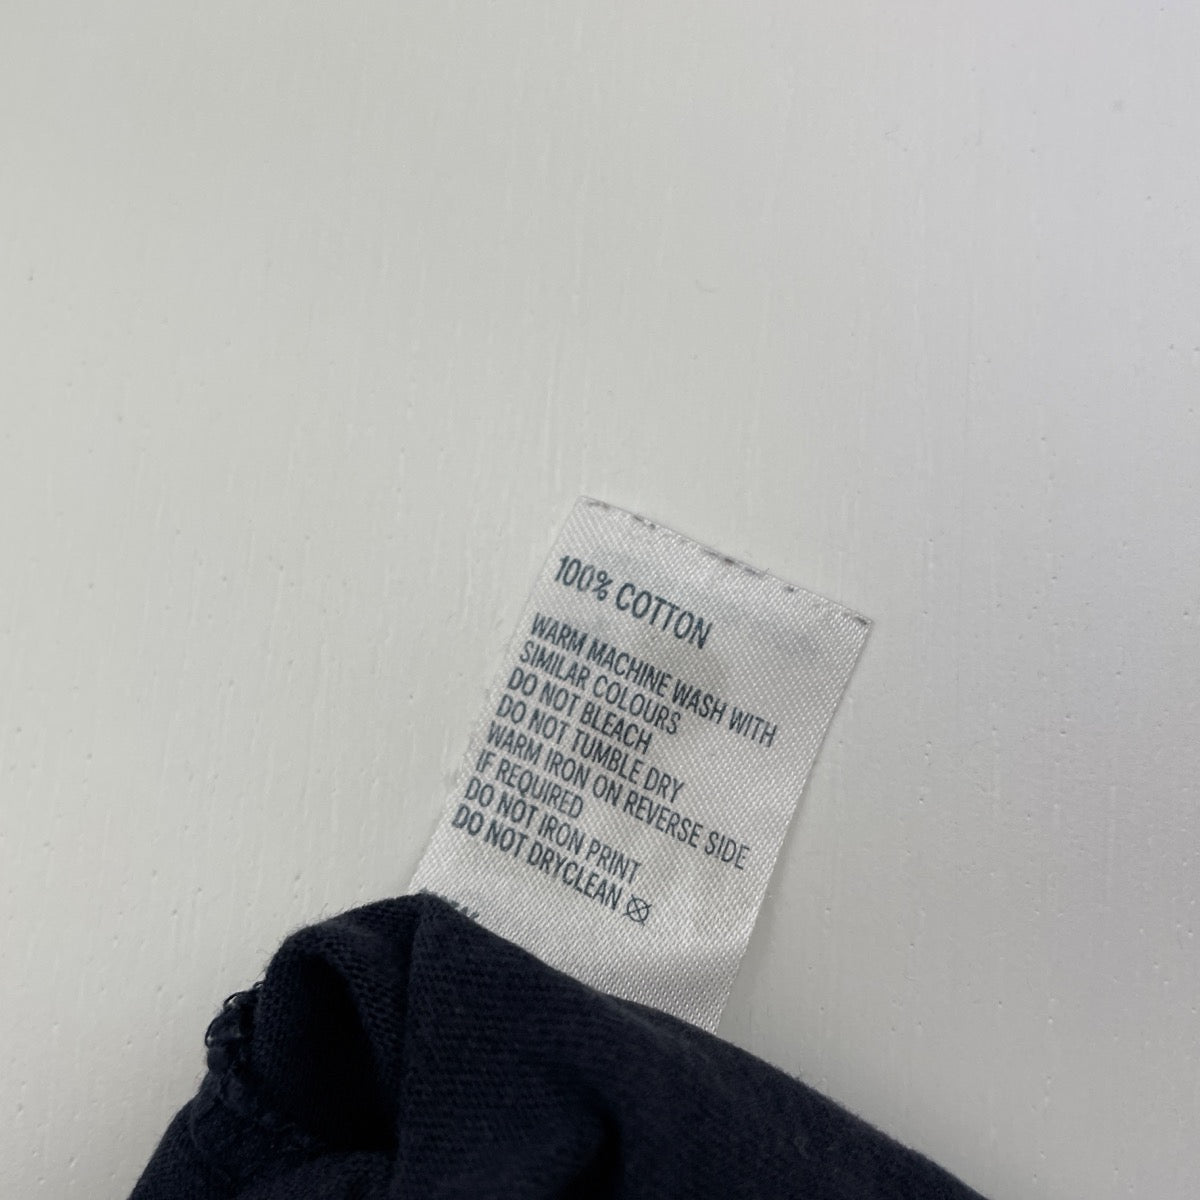 100% COTTON
WARM MACHINE WASH WITH
SIMILAR COLOURS
DO NOT BLEACH
DO NOT TUMBLE DRY
WARM IRON ON REVERSE SIDE
IF REQUIRED
DO NOT IRON PRINT
DO NOT DRYCLEAN